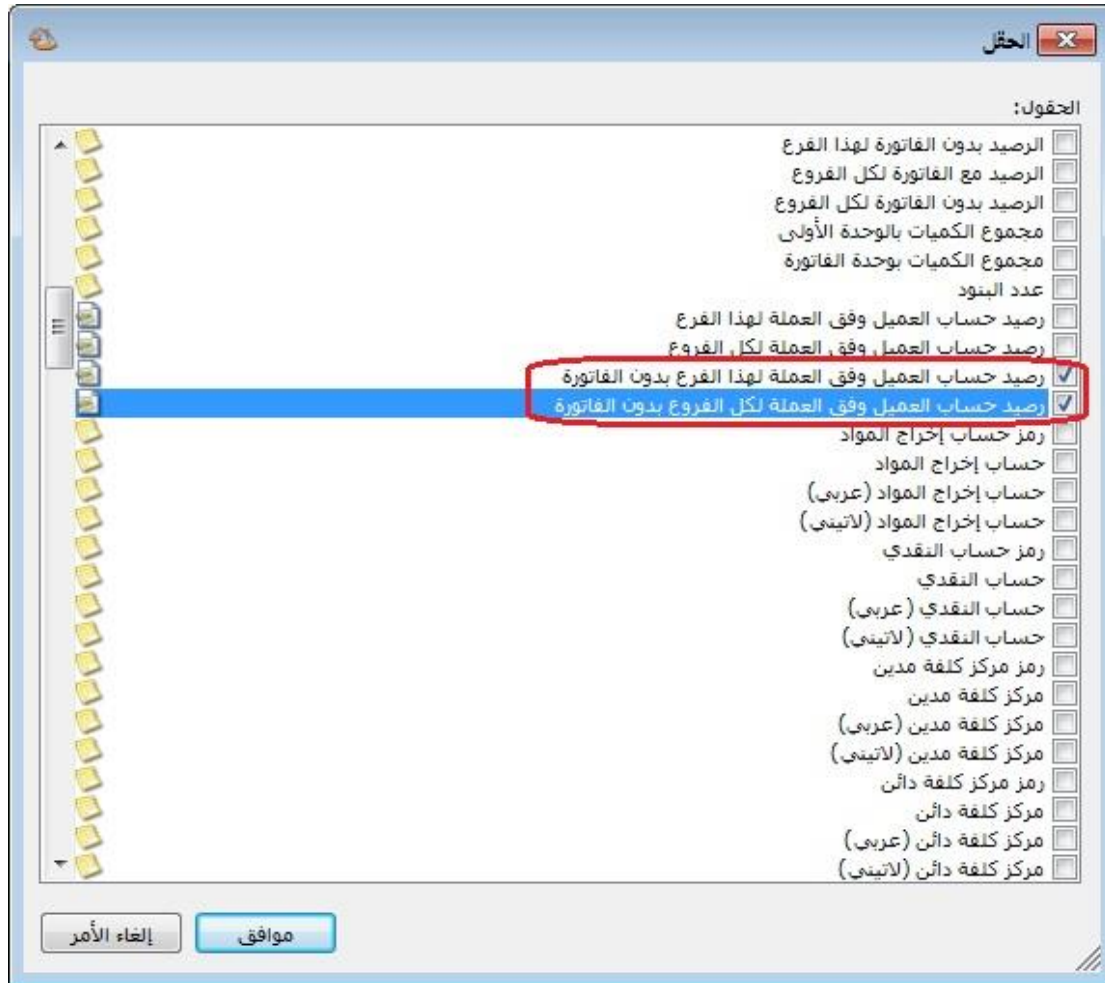 الحقل
الحقول:
الرصيد بدون الفاتورة لهذا الفرع
الرصيد مع الفاتورة لكل الفروع
الرصيد بدون الفاتورة لكل الفروع
مجموع الكميات بالوحدة الأولى
مجموع الكميات بوحدة الفاتورة
عدد البنود
رصيد حساب العميل وفق العملة لهذا الفرع
رصيد حساب العميل وفق العملة لكل الفروع
رصيد حساب العميل وفق العملة لهذا الفرع بدون الفاتورة
رصيد حساب العميل وفق العملة لكل الفروع بدون الفاتورة
رمز حساب إخراج المواد
حساب إخراج المواد
حساب إخراج المواد (عربي)
حساب إخراج المواد (لاتيني)
رمز حساب النقدي
حساب النقدي
حساب النقدي (عربي)
حساب النقدي (لاتيني)
رمز مركز كلفة مدين
مركز كلفة مدين
مركز كلفة مدين (عربي)
مركز كلفة مدين (لاتيني)
رمز مركز كلفة دائن
مركز كلفة دائن
مركز كلفة دائن (عربي)
مركز كلفة دائن (لاتيني)
موافق
إلغاء الأمر